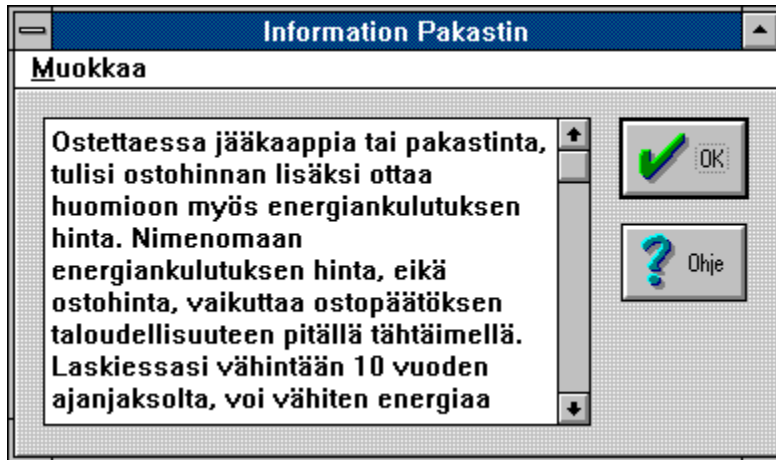 Information Pakastin
Muokkaa
Ostettaessa jääkaappia tai pakastinta,
tulisi ostohinnan lisäksi ottaa
huomioon myös energiankulutuksen
hinta. Nimenomaan
energiankulutuksen hinta, eikä
ostohinta, vaikuttaa ostopäätöksen
taloudellisuuteen pitällä tähtäimellä.
Laskiessasi vähintään 10 vuoden
ajanjaksolta, voi vähiten energiaa
OK
Ohje